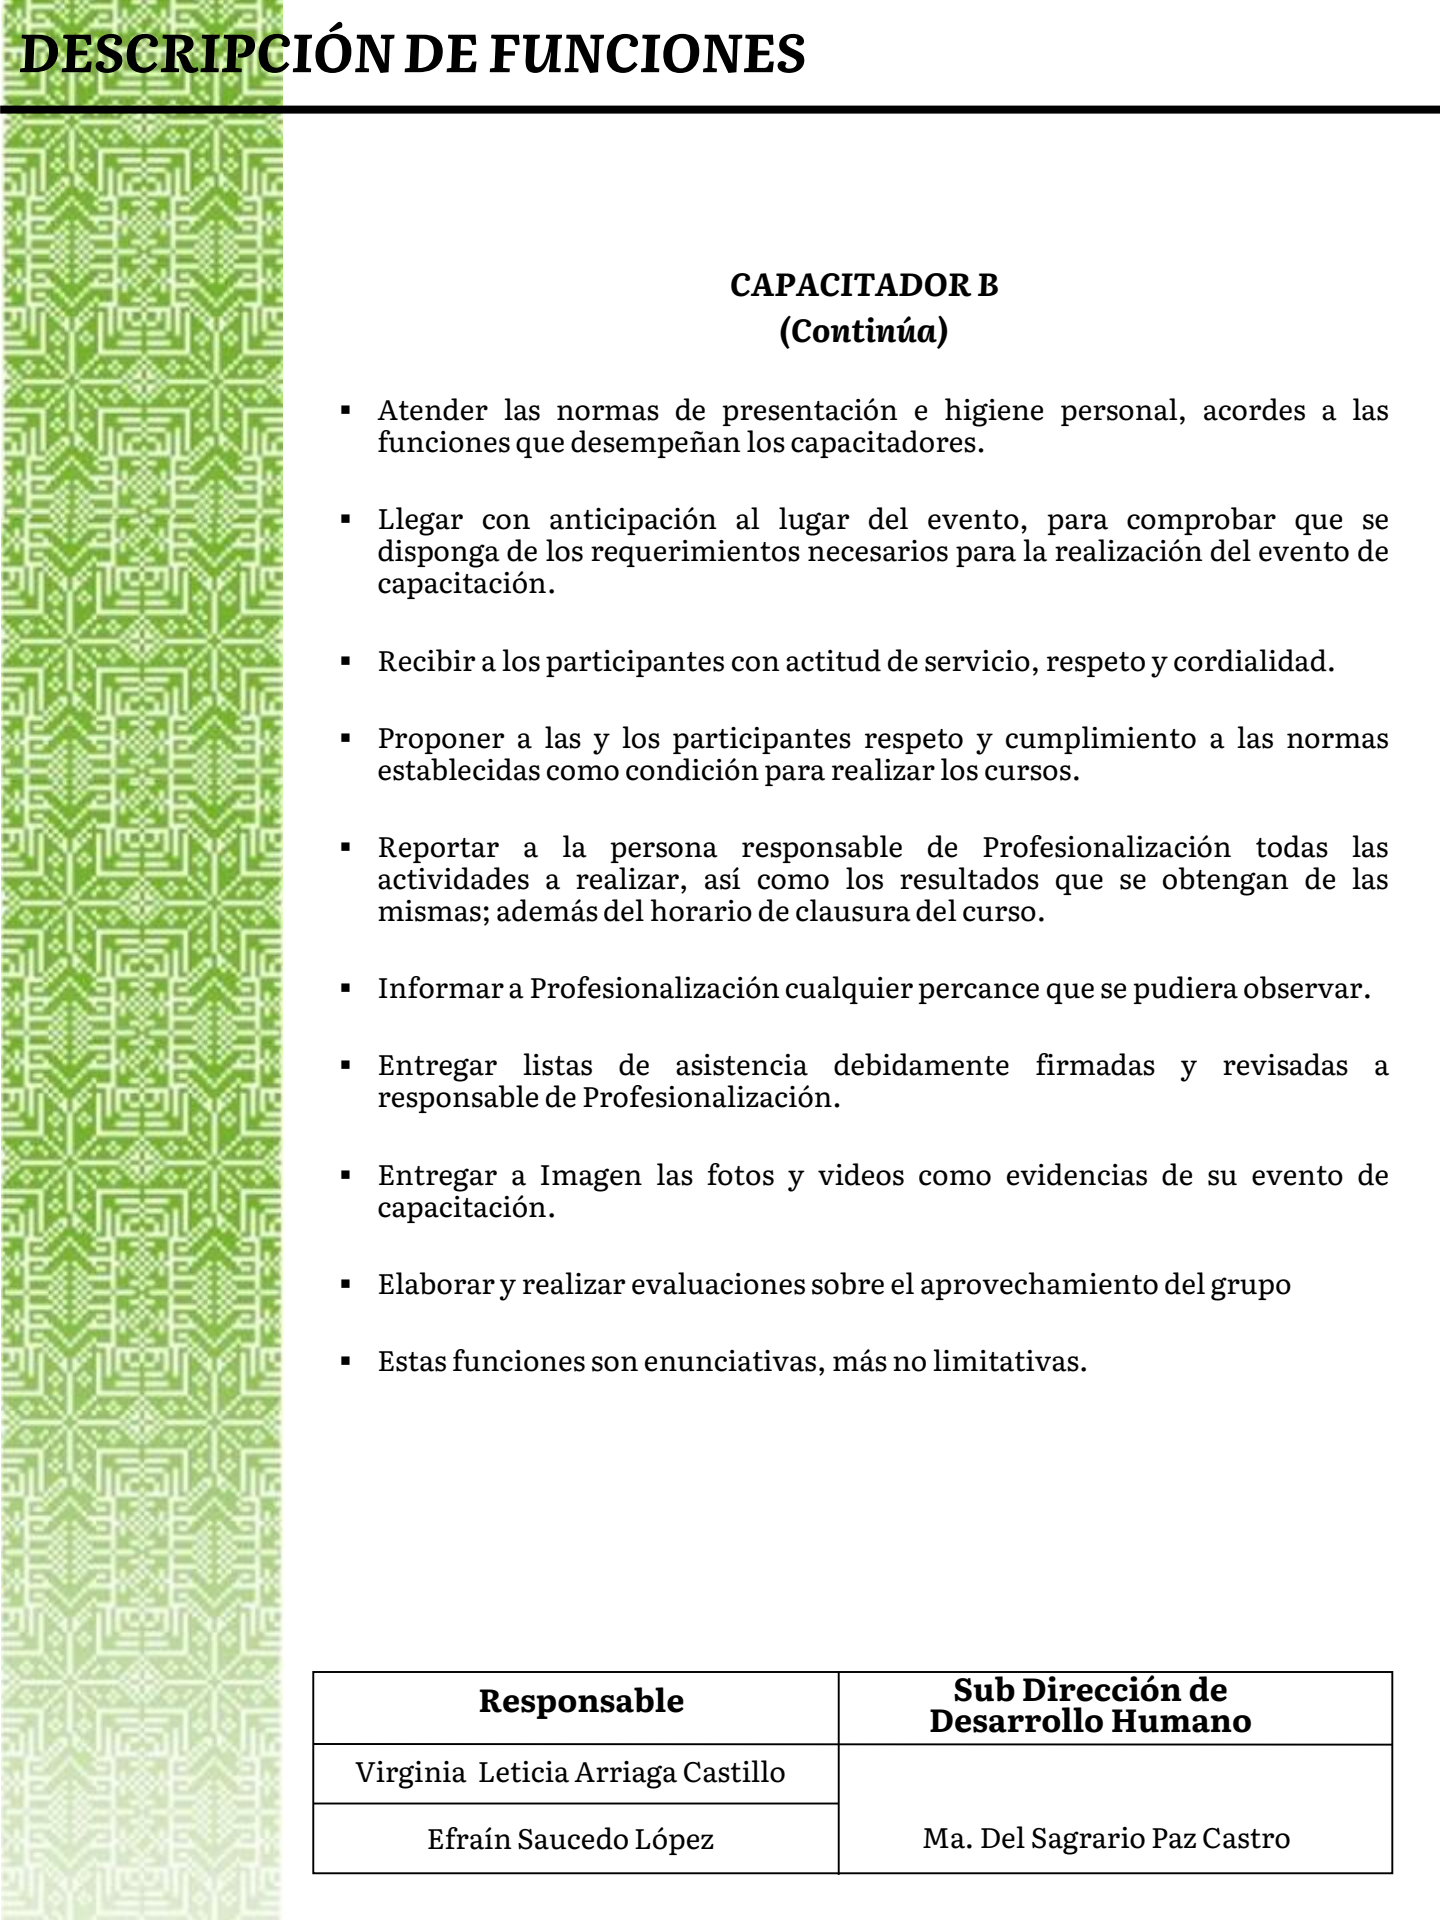 DESCRIPCIÓN DE FUNCIONES
CAPACITADOR B
(Continúa)
▪ Atender las normas de presentación e higiene personal, acordes a las
funciones que desempeñan los capacitadores.
▪ Llegar con anticipación al lugar del evento, para comprobar que se
disponga de los requerimientos necesarios para la realización del evento de
capacitación.
▪ Recibir a los participantes con actitud de servicio, respeto y cordialidad.
▪ Proponer a las y los participantes respeto y cumplimiento a las normas
establecidas como condición para realizar los cursos.
▪ Reportar a la persona responsable de Profesionalización todas las
actividades a realizar, así como los resultados que se obtengan de las
mismas; además del horario de clausura del curso.
▪ Informar a Profesionalización cualquier percance que se pudiera observar.
▪ Entregar listas de asistencia debidamente firmadas y revisadas a
responsable de Profesionalización.
▪ Entregar a Imagen las fotos y videos como evidencias de su evento de
capacitación.
▪ Elaborar y realizar evaluaciones sobre el aprovechamiento del grupo
▪ Estas funciones son enunciativas, más no limitativas.
Responsable
Sub Dirección de
Desarrollo Humano
Virginia Leticia Arriaga Castillo
Efraín Saucedo López
Ma. Del Sagrario Paz Castro